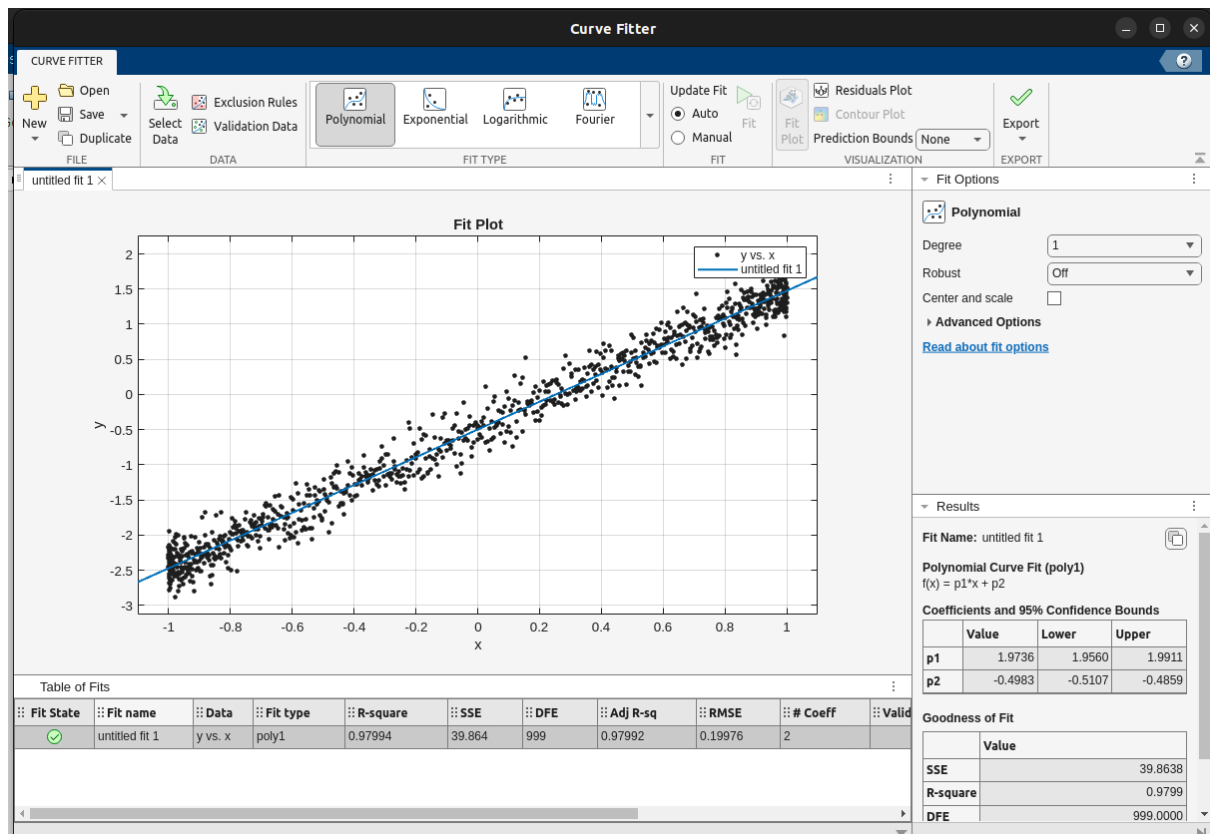 Curve Fitter
CURVE FITTER
?
New
Open
Save
Duplicate
FILE
Select Data
Exclusion Rules
Validation Data
DATA
Polynomial
Exponential
Logarithmic
Fourier
FIT TYPE
Update Fit
Auto
Manual
Fit
FIT
Fit Plot
Residuals Plot
Contour Plot
Prediction Bounds None
VISUALIZATION
Export
EXPORT
untitled fit 1
Fit Plot
y vs. x
untitled fit 1
2
1.5
1
0.5
0
-0.5
-1
-1.5
-2
-2.5
-3
y
-1 -0.8 -0.6 -0.4 -0.2 0 0.2 0.4 0.6 0.8 1
x
Table of Fits
Fit State Fit name Data Fit type R-square SSE DFE Adj R-sq RMSE # Coeff Valid
untitled fit 1 y vs. x poly1 0.97994 39.864 999 0.97992 0.19976 2
Fit Options
Polynomial
Degree 1
Robust Off
Center and scale
Advanced Options
Read about fit options
Results
Fit Name: untitled fit 1
Polynomial Curve Fit (poly1)
f(x) = p1*x + p2
Coefficients and 95% Confidence Bounds
Value Lower Upper
p1 1.9736 1.9560 1.9911
p2 -0.4983 -0.5107 -0.4859
Goodness of Fit
Value
SSE 39.8638
R-square 0.9799
DFE 999.0000